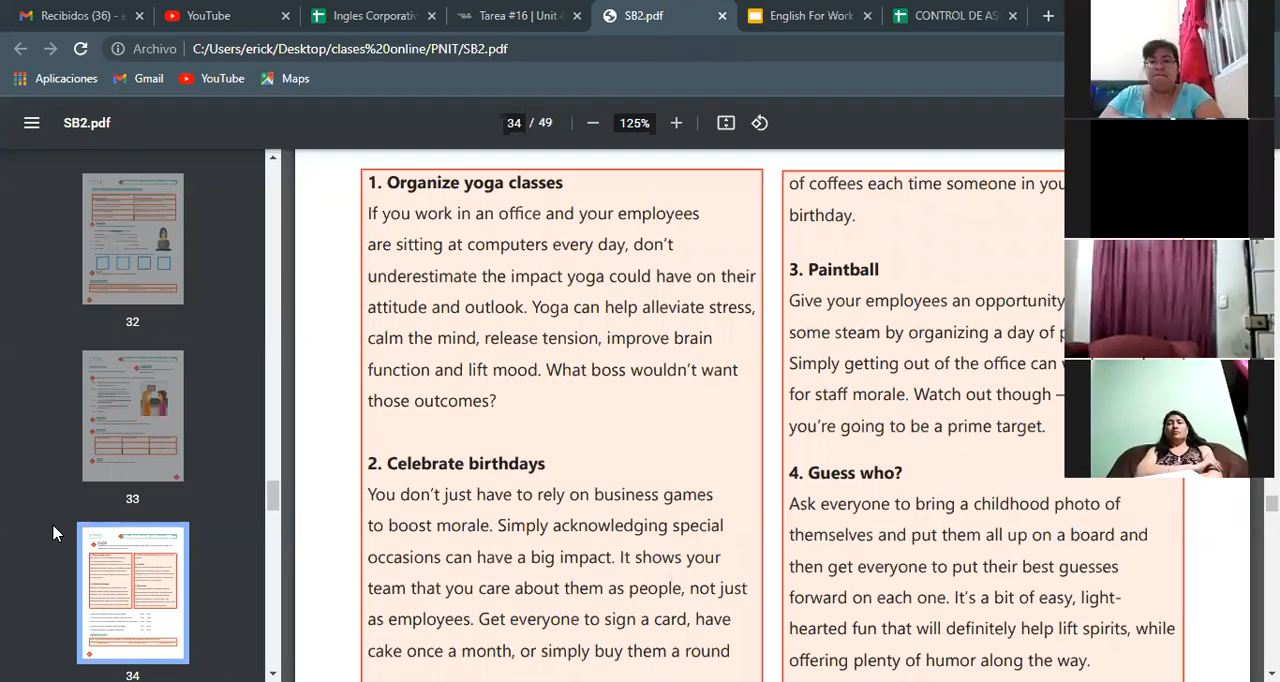 Recibidos (36) - e
YouTube
Ingles Corporativ
Tarea #16 | Unit
SB2.pdf
English For Work
CONTROL DE AS
Archivo C:/Users/erick/Desktop/clases%20online/PNIT/SB2.pdf
Aplicaciones Gmail YouTube Maps
SB2.pdf 34 / 49 125%
32
33
34
1. Organize yoga classes
If you work in an office and your employees
are sitting at computers every day, don't
underestimate the impact yoga could have on their
attitude and outlook. Yoga can help alleviate stress,
calm the mind, release tension, improve brain
function and lift mood. What boss wouldn't want
those outcomes?
2. Celebrate birthdays
You don't just have to rely on business games
to boost morale. Simply acknowledging special
occasions can have a big impact. It shows your
team that you care about them as people, not just
as employees. Get everyone to sign a card, have
cake once a month, or simply buy them a round
of coffees each time someone in you
birthday.
3. Paintball
Give your employees an opportunity
some steam by organizing a day of p
Simply getting out of the office can
for staff morale. Watch out though –
you're going to be a prime target.
4. Guess who?
Ask everyone to bring a childhood photo of
themselves and put them all up on a board and
then get everyone to put their best guesses
forward on each one. It's a bit of easy, light-
hearted fun that will definitely help lift spirits, while
offering plenty of humor along the way.